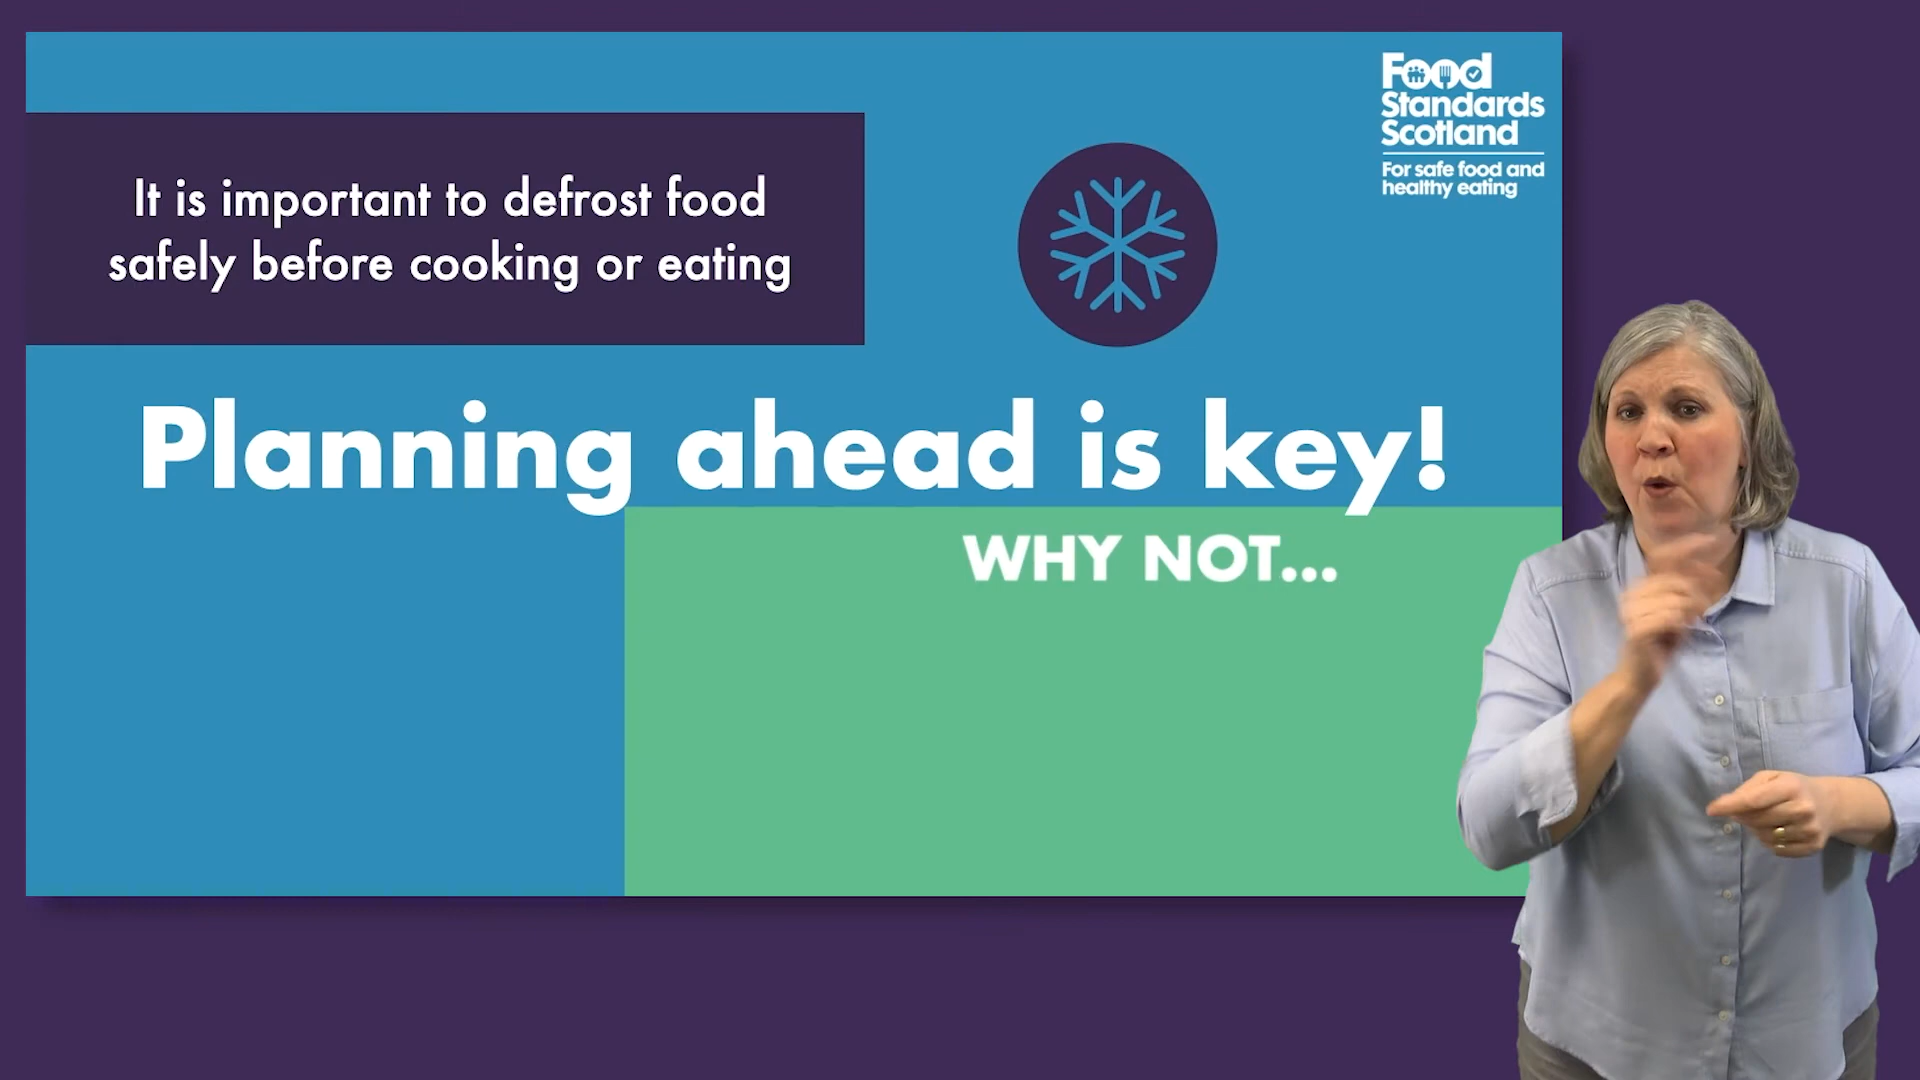 It is important to defrost food
safely before cooking or eating
Food
Standards
Scotland
For safe food and
healthy eating
Planning ahead is key!
WHY NOT...